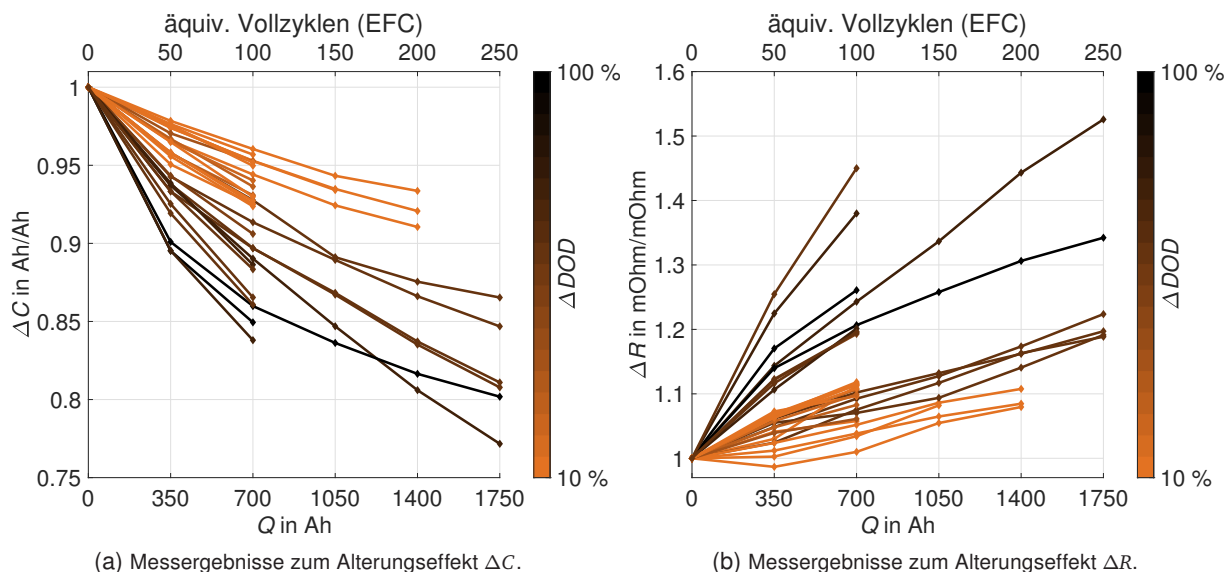 äquiv. Vollzyklen (EFC)
0 50 100 150 200 250
1
0.95
0.9
0.85
0.8
0.75
ΔC in Ah/Ah
0 350 700 1050 1400 1750
Q in Ah
100 %
ΔDOD
10 %
(a) Messergebnisse zum Alterungseffekt ΔC.
äquiv. Vollzyklen (EFC)
0 50 100 150 200 250
1.6
1.5
1.4
1.3
1.2
1.1
1
ΔR in mOhm/mOhm
0 350 700 1050 1400 1750
Q in Ah
100 %
ΔDOD
10 %
(b) Messergebnisse zum Alterungseffekt ΔR.